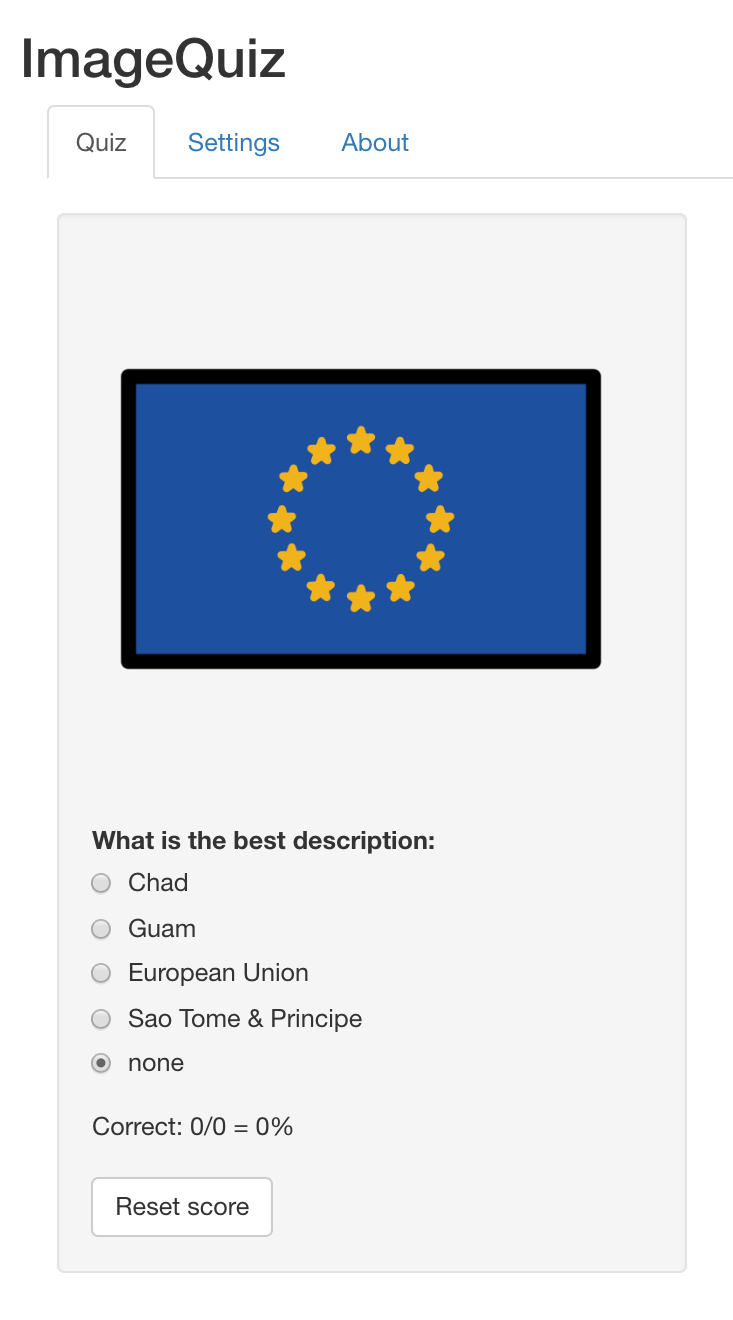 ImageQuiz
Quiz Settings About
What is the best description:
Chad
Guam
European Union
Sao Tome & Principe
none
Correct: 0/0 = 0%
Reset score